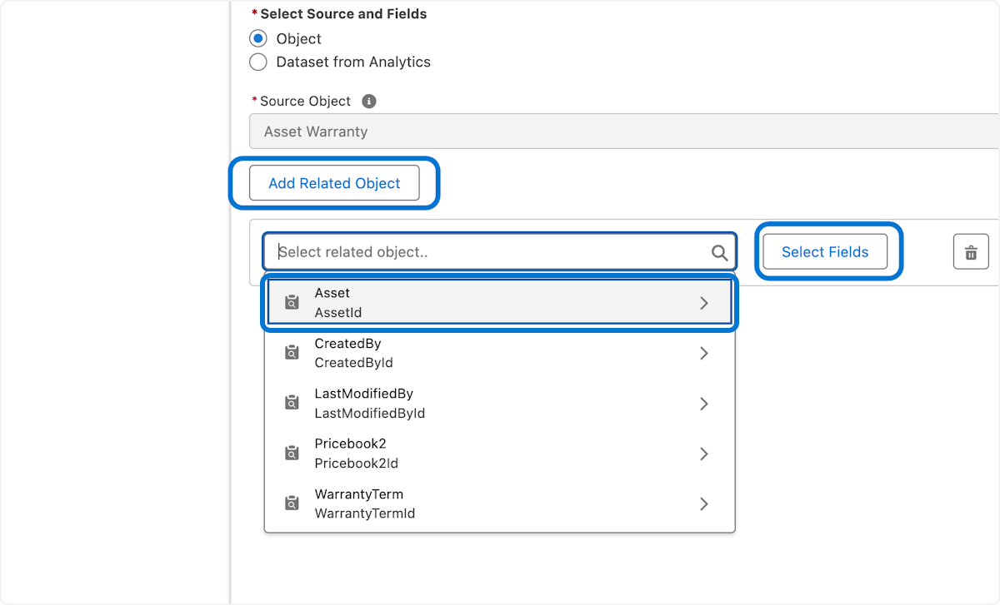 * Select Source and Fields
Object
Dataset from Analytics
* Source Object
Asset Warranty
Add Related Object
Select related object..
Select Fields
Asset
AssetId
CreatedBy
CreatedById
LastModifiedBy
LastModifiedById
Pricebook2
Pricebook2Id
WarrantyTerm
WarrantyTermId